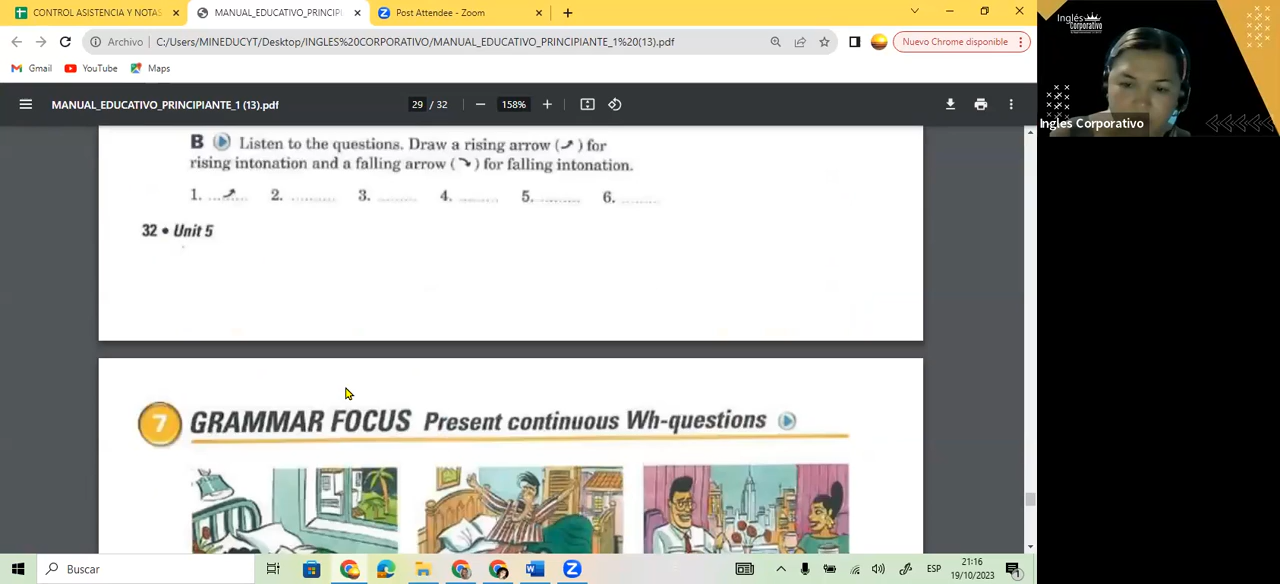 CONTROL ASISTENCIA Y NOTAS
MANUAL_EDUCATIVO_PRINCIPI
Post Attendee - Zoom
Archivo
C:/Users/MINEDUCYT/Desktop/INGLES%20CORPORATIVO/MANUAL_EDUCATIVO_PRINCIPIANTE_1%20(13).pdf
Nuevo Chrome disponible
Gmail
YouTube
Maps
MANUAL_EDUCATIVO_PRINCIPIANTE_1 (13).pdf
29 / 32
158%
B Listen to the questions. Draw a rising arrow ( ) for
rising intonation and a falling arrow ( ) for falling intonation.
1. 2. 3. 4. 5. 6.
32 • Unit 5
7 GRAMMAR FOCUS Present continuous Wh-questions
Inglés
Corporativo
Ingles Corporativo
Buscar
ESP
21:16
19/10/2023
1